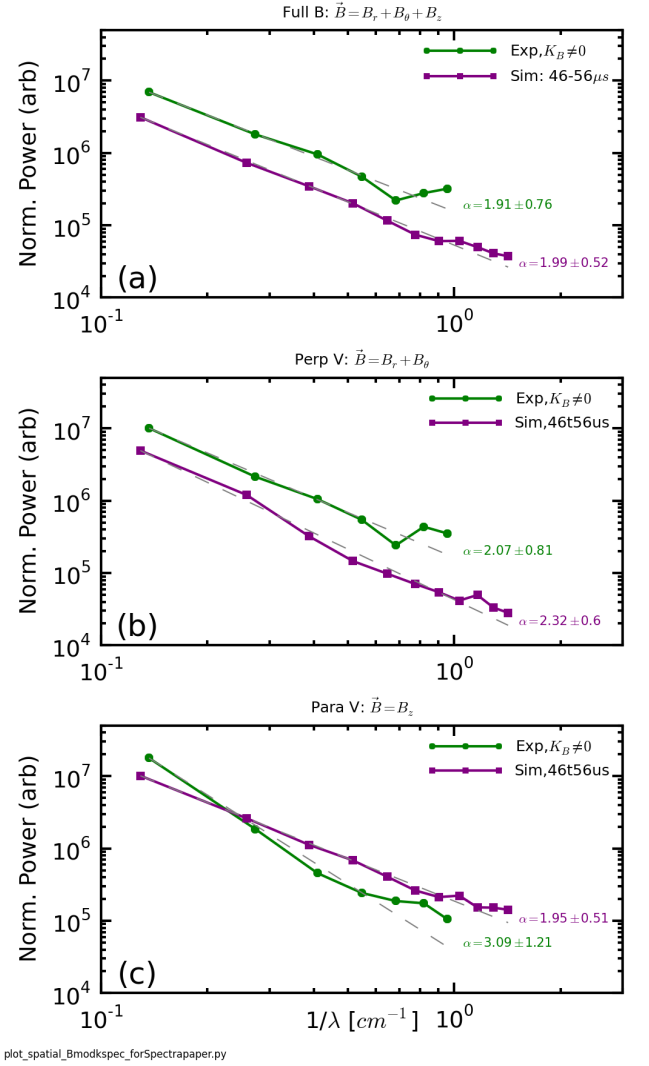 Full B: $\vec{B} = B_r + B_\theta + B_z$
Exp,$K_B \neq 0$
Sim: 46-56$\mu s$
Norm. Power (arb)
10^7
10^6
10^5
10^4
$\alpha = 1.91 \pm 0.76$
$\alpha = 1.99 \pm 0.52$
(a)
10^{-1}
10^0
Perp V: $\vec{B} = B_r + B_\theta$
Exp,$K_B \neq 0$
Sim,46t56us
Norm. Power (arb)
10^7
10^6
10^5
10^4
$\alpha = 2.07 \pm 0.81$
$\alpha = 2.32 \pm 0.6$
(b)
10^{-1}
10^0
Para V: $\vec{B} = B_z$
Exp,$K_B \neq 0$
Sim,46t56us
Norm. Power (arb)
10^7
10^6
10^5
10^4
$\alpha = 1.95 \pm 0.51$
$\alpha = 3.09 \pm 1.21$
(c)
10^{-1}
1/$\lambda$ [$cm^{-1}$]
10^0
plot_spatial_Bmodkspec_forSpectrapaper.py